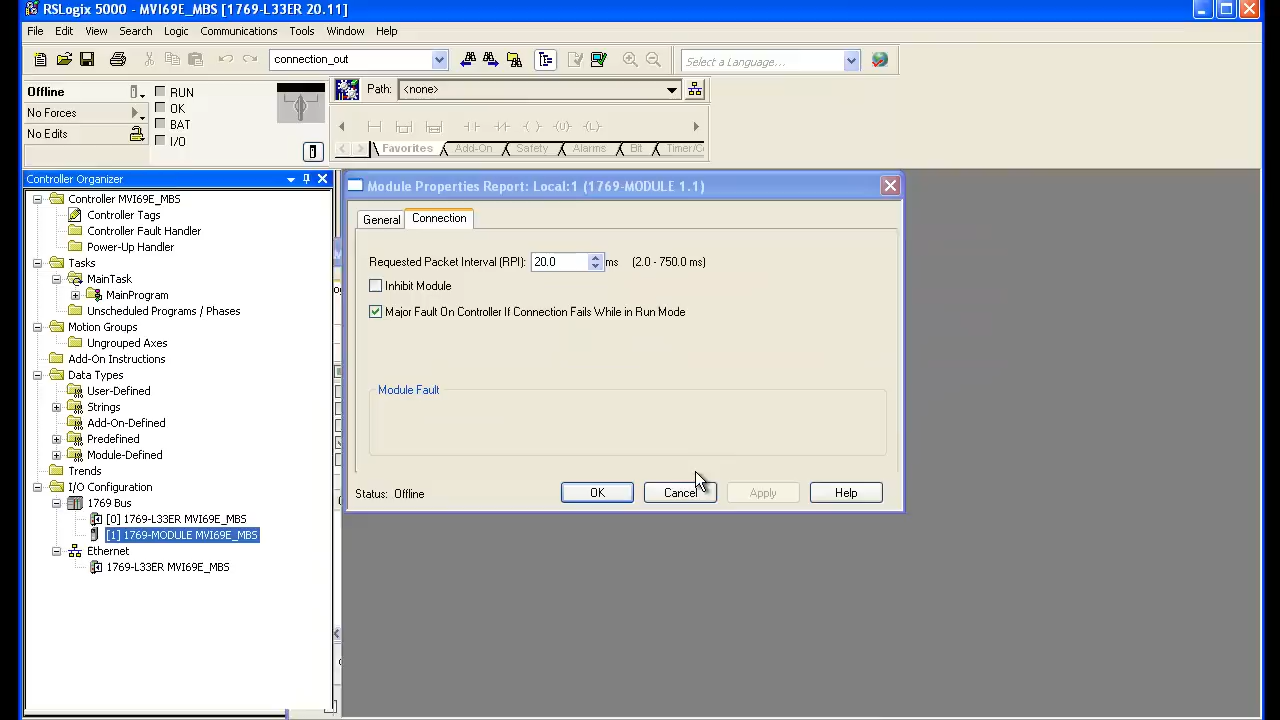 RSLogix 5000 - MVI69E_MBS [1769-L33ER 20.11]
File Edit View Search Logic Communications Tools Window Help
connection_out
Select a Language...
Offline
RUN
No Forces
OK
No Edits
BAT
I/O
Path: <none>
Favorites Add-On Safety Alarms Bit Timer/C
Controller Organizer
Controller MVI69E_MBS
Controller Tags
Controller Fault Handler
Power-Up Handler
Tasks
MainTask
MainProgram
Unscheduled Programs / Phases
Motion Groups
Ungrouped Axes
Add-On Instructions
Data Types
User-Defined
Strings
Add-On-Defined
Predefined
Module-Defined
Trends
I/O Configuration
1769 Bus
[0] 1769-L33ER MVI69E_MBS
[1] 1769-MODULE MVI69E_MBS
Ethernet
1769-L33ER MVI69E_MBS
Module Properties Report: Local:1 (1769-MODULE 1.1)
General Connection
Requested Packet Interval (RPI): 20.0 ms (2.0 - 750.0 ms)
Inhibit Module
Major Fault On Controller If Connection Fails While in Run Mode
Module Fault
Status: Offline
OK Cancel Apply Help